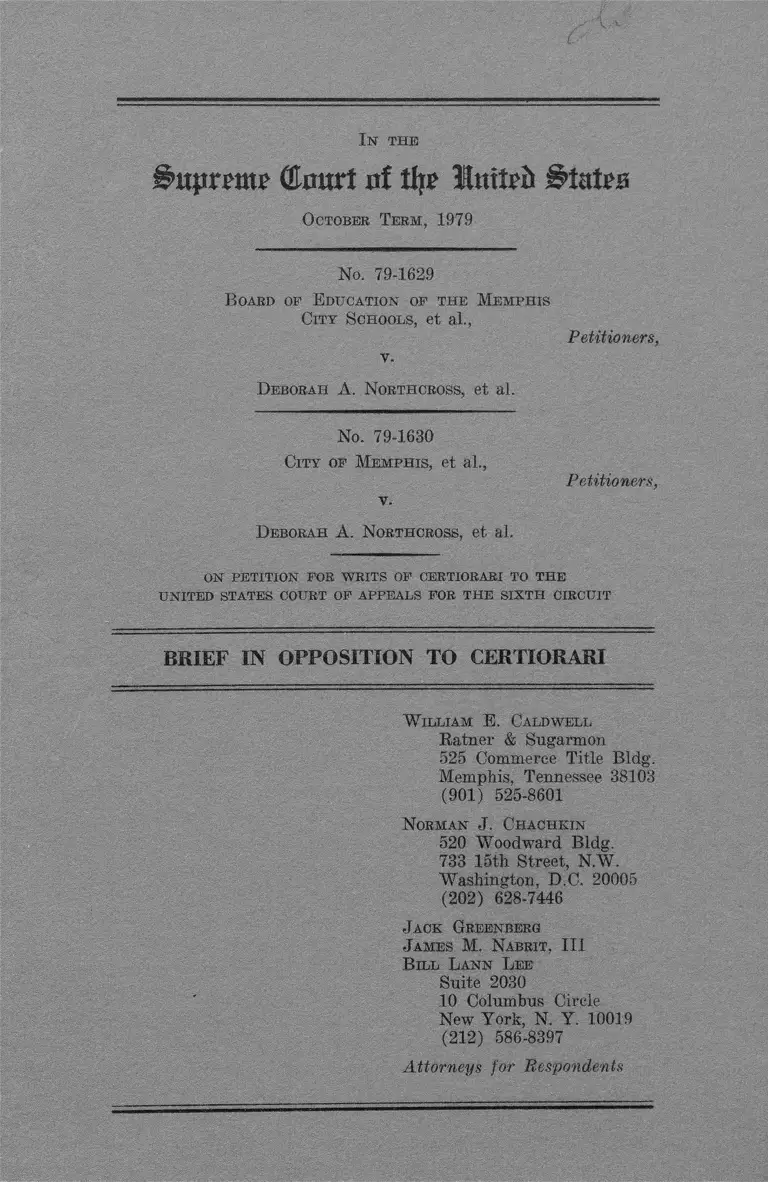 IN THE
Supreme Court of the United States
OCTOBER TERM, 1979
No. 79-1629
BOARD OF EDUCATION OF THE MEMPHIS
CITY SCHOOLS, et al.,
Petitioners,
v.
DEBORAH A. NORTHCROSS, et al.
No. 79-1630
CITY OF MEMPHIS, et al.,
Petitioners,
v.
DEBORAH A. NORTHCROSS, et al.
ON PETITION FOR WRITS OF CERTIORARI TO THE
UNITED STATES COURT OF APPEALS FOR THE SIXTH CIRCUIT
BRIEF IN OPPOSITION TO CERTIORARI
WILLIAM E. CALDWELL
Ratner & Sugarmon
525 Commerce Title Bldg.
Memphis, Tennessee 38103
(901) 525-8601
NORMAN J. CHACHKIN
520 Woodward Bldg.
733 15th Street, N.W.
Washington, D.C. 20005
(202) 628-7446
JACK GREENBERG
JAMES M. NABRIT, III
BILL LANN LEE
Suite 2030
10 Columbus Circle
New York, N. Y. 10019
(212) 586-8397
Attorneys for Respondents